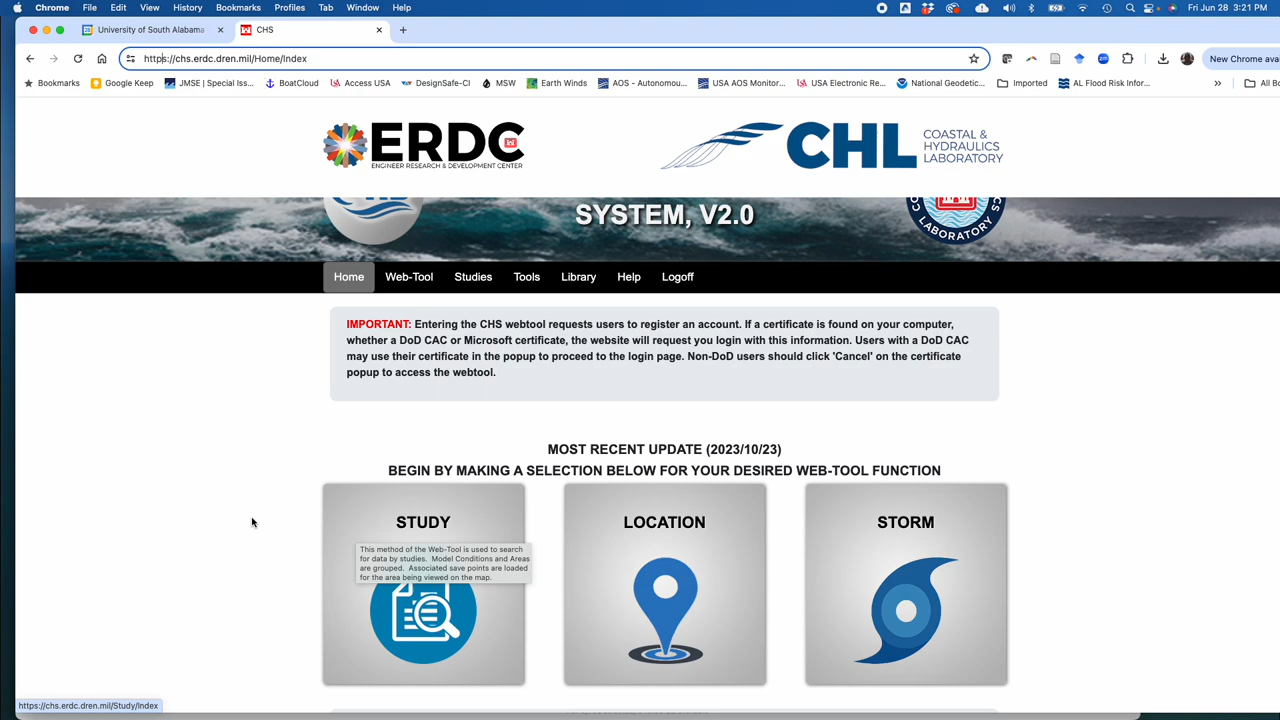 Chrome File Edit View History Bookmarks Profiles Tab Window Help Fri Jun 28 3:21 PM
University of South Alabama CHS
https://chs.erdc.dren.mil/Home/Index New Chrome ava
Bookmarks Google Keep JMSE | Special Iss... BoatCloud Access USA DesignSafe-CI MSW Earth Winds AOS - Autonomou... USA AOS Monitor... USA Electronic Re... National Geodetic... Imported AL Flood Risk Infor... » All Bo
ERDC
ENGINEER RESEARCH & DEVELOPMENT CENTER
CHL
COASTAL &
HYDRAULICS
LABORATORY
SYSTEM, V2.0
LABORATORY
Home Web-Tool Studies Tools Library Help Logoff
IMPORTANT: Entering the CHS webtool requests users to register an account. If a certificate is found on your computer,
whether a DoD CAC or Microsoft certificate, the website will request you login with this information. Users with a DoD CAC
may use their certificate in the popup to proceed to the login page. Non-DoD users should click 'Cancel' on the certificate
popup to access the webtool.
MOST RECENT UPDATE (2023/10/23)
BEGIN BY MAKING A SELECTION BELOW FOR YOUR DESIRED WEB-TOOL FUNCTION
STUDY LOCATION STORM
This method of the Web-Tool is used to search
for data by studies. Model Conditions and Areas
are grouped. Associated save points are loaded
for the area being viewed on the map.
https://chs.erdc.dren.mil/Study/Index